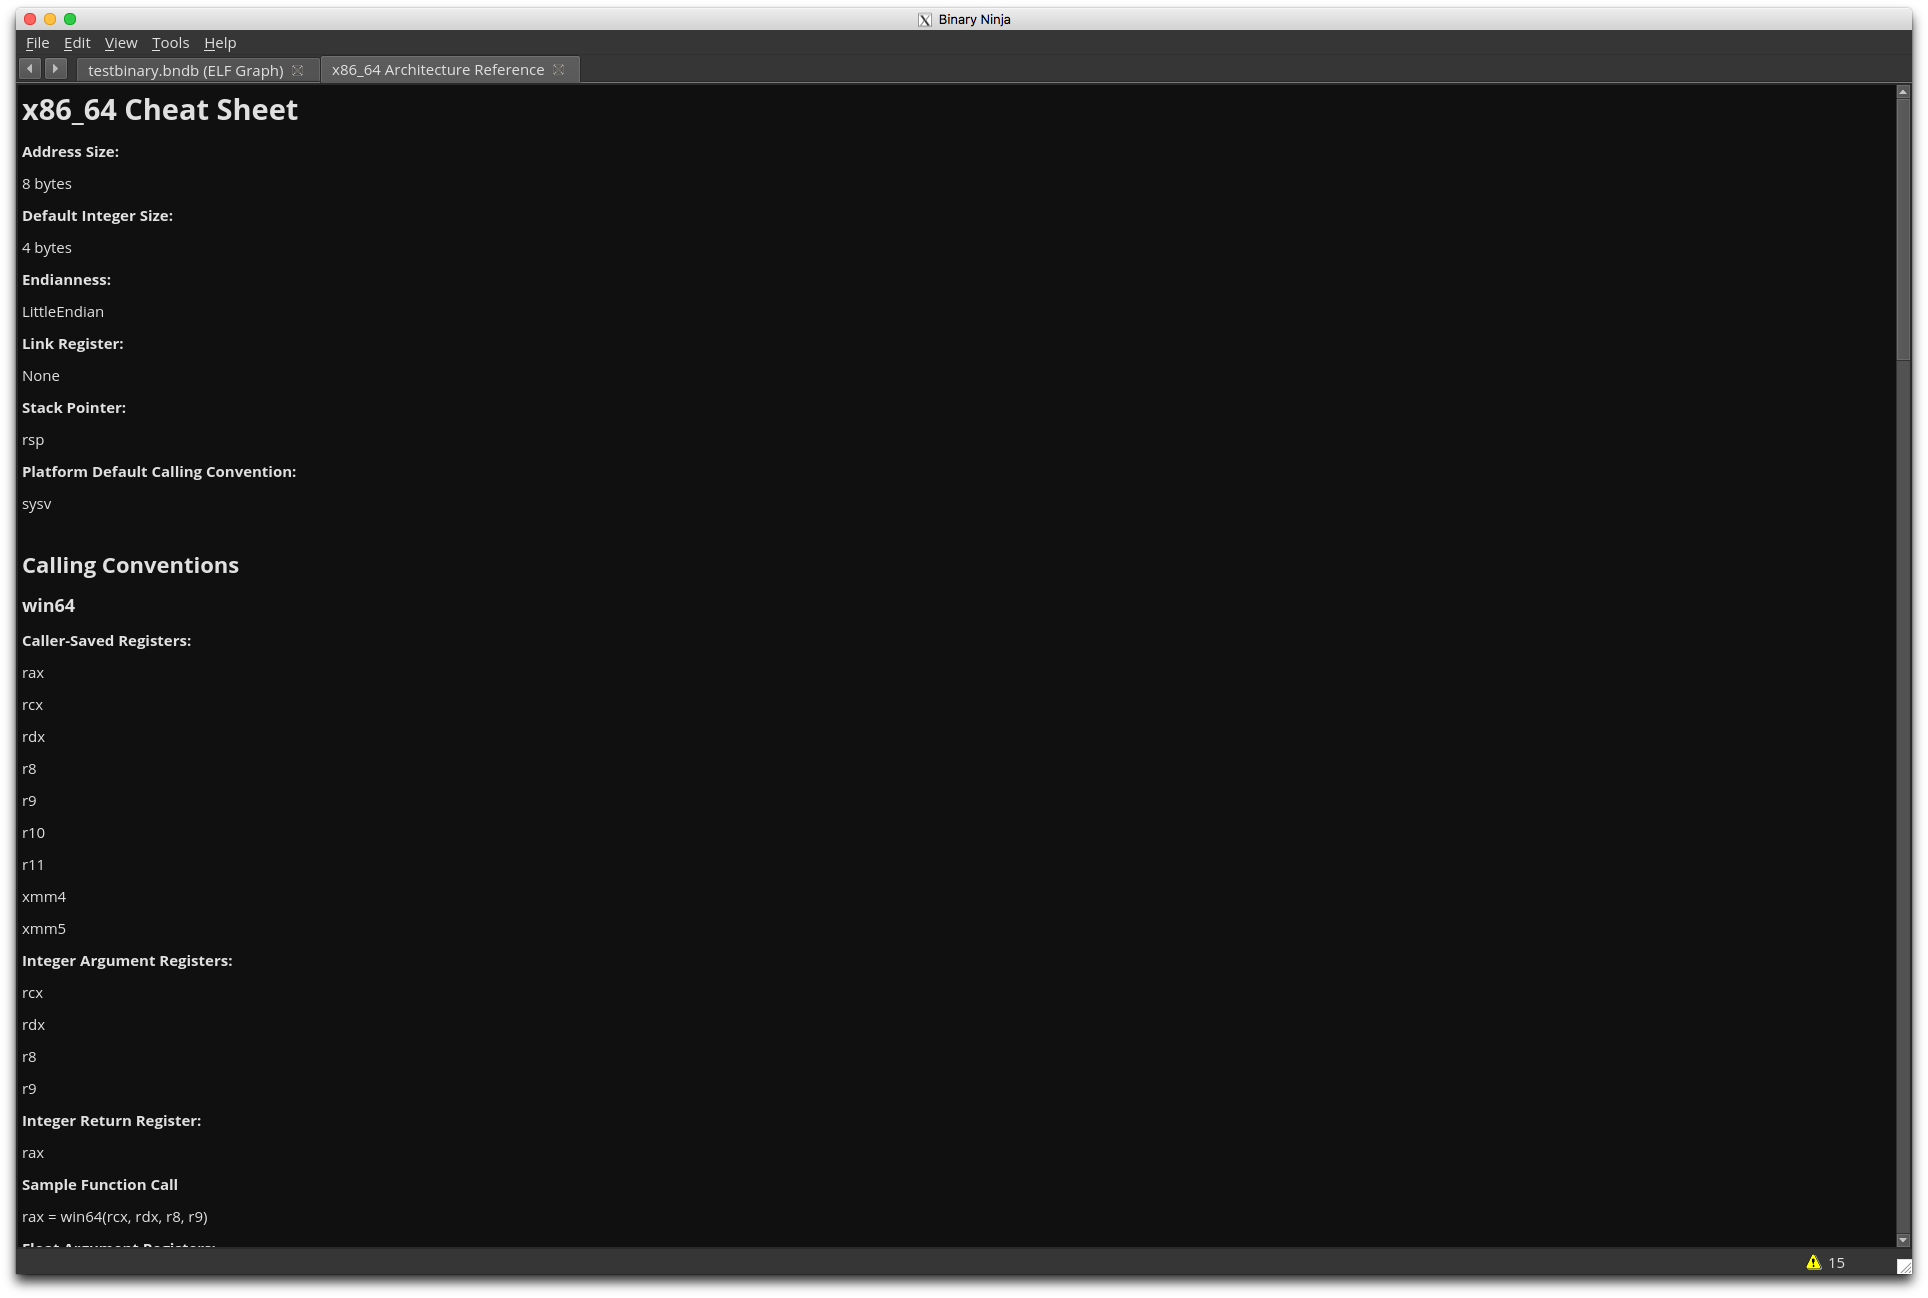 Binary Ninja
File Edit View Tools Help
testbinary.bndb (ELF Graph) x86_64 Architecture Reference
x86_64 Cheat Sheet
Address Size:
8 bytes
Default Integer Size:
4 bytes
Endianness:
LittleEndian
Link Register:
None
Stack Pointer:
rsp
Platform Default Calling Convention:
sysv
Calling Conventions
win64
Caller-Saved Registers:
rax
rcx
rdx
r8
r9
r10
r11
xmm4
xmm5
Integer Argument Registers:
rcx
rdx
r8
r9
Integer Return Register:
rax
Sample Function Call
rax = win64(rcx, rdx, r8, r9)
Float Argument Registers:
15